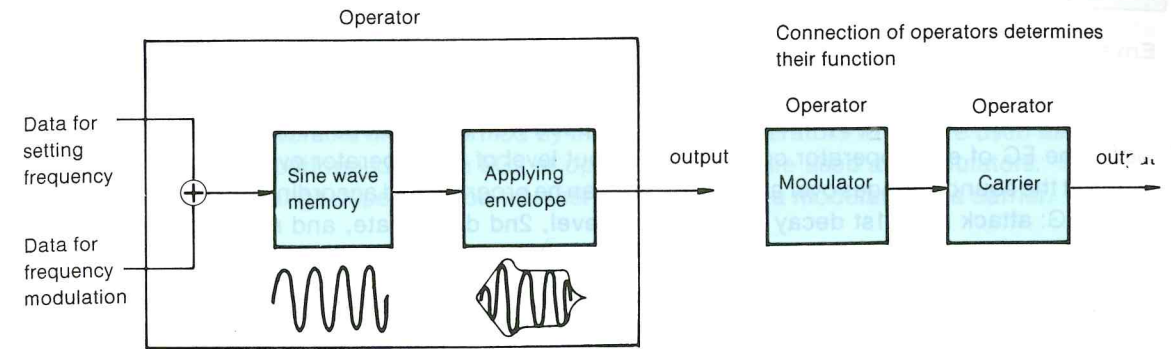 Operator
Data for
setting
frequency
Data for
frequency
modulation
Sine wave
memory
Applying
envelope
output
Connection of operators determines
their function
Operator
Modulator
Operator
Carrier